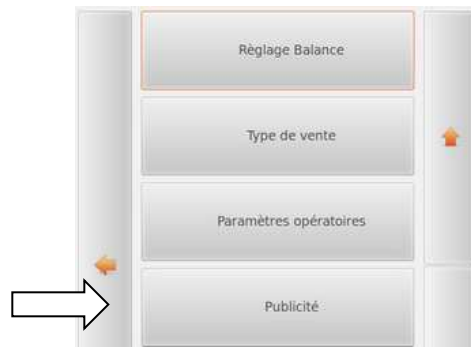 Règlage Balance
Type de vente
Paramètres opératoires
Publicité